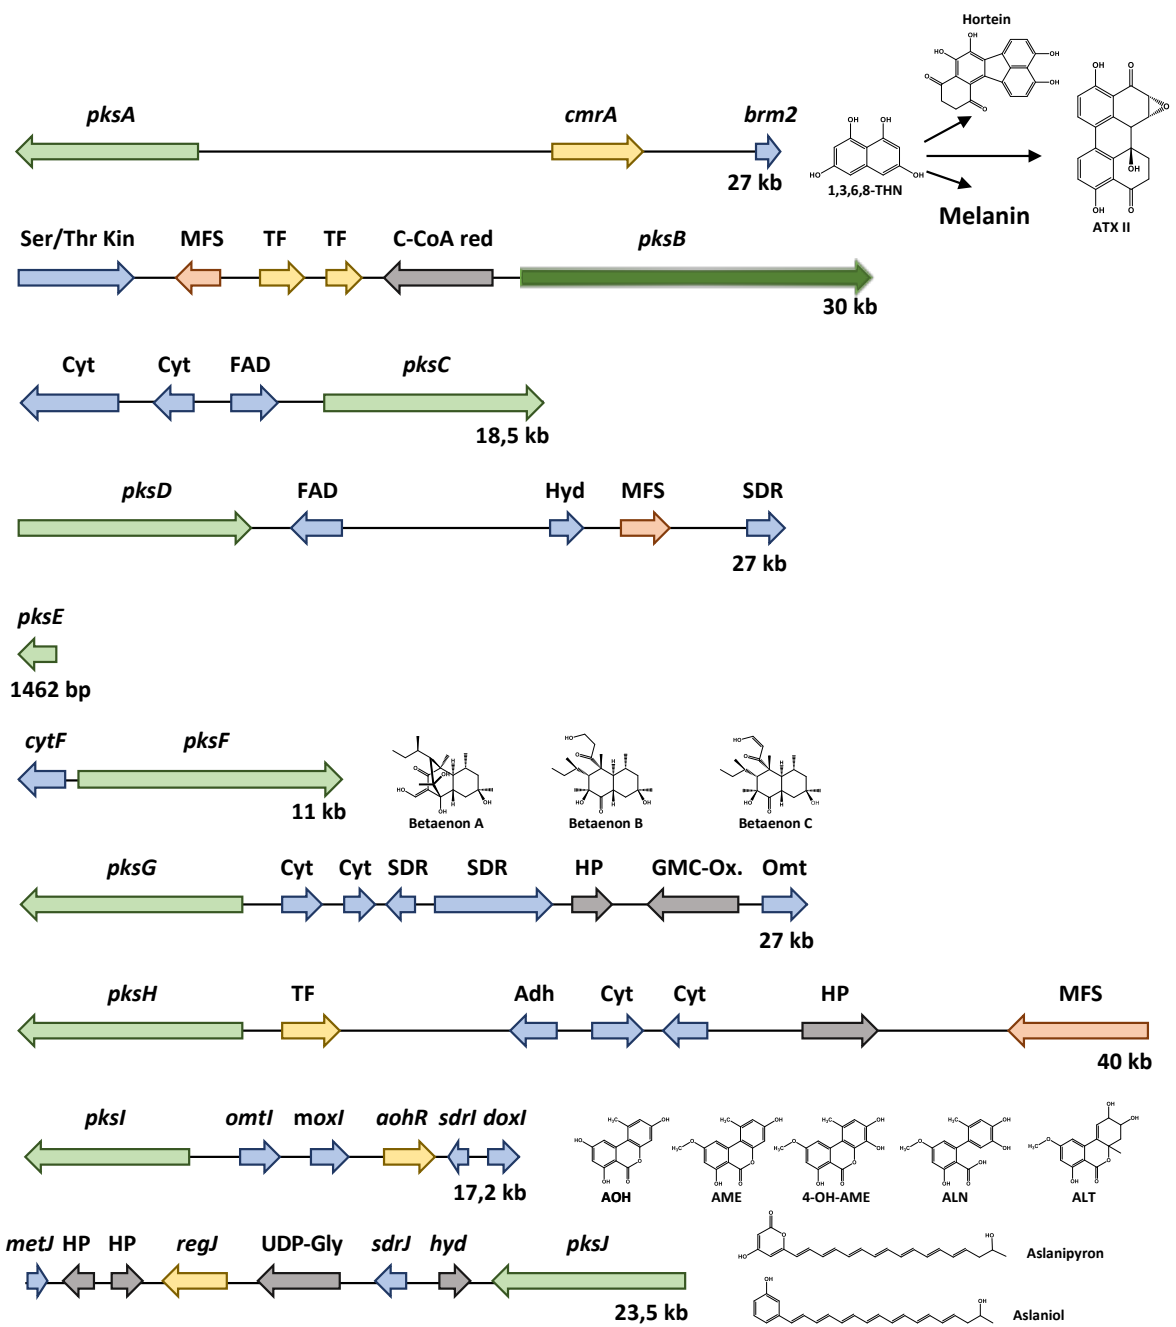 Hortein
pksA cmrA brm2
27 kb
1,3,6,8-THN
Melanin
ATX II
Ser/Thr Kin MFS TF TF C-CoA red pksB
30 kb
Cyt Cyt FAD pksC
18,5 kb
pksD FAD Hyd MFS SDR
27 kb
pksE
1462 bp
cytF pksF
11 kb
Betaenon A Betaenon B Betaenon C
pksG Cyt Cyt SDR SDR HP GMC-Ox. Omt
27 kb
pksH TF Adh Cyt Cyt HP MFS
40 kb
pksI omtI moxI aohR sdrI doxI
17,2 kb
AOH AME 4-OH-AME ALN ALT
metJ HP HP regJ UDP-Gly sdrJ hyd pksJ
23,5 kb
Aslanipyron
Aslaniol